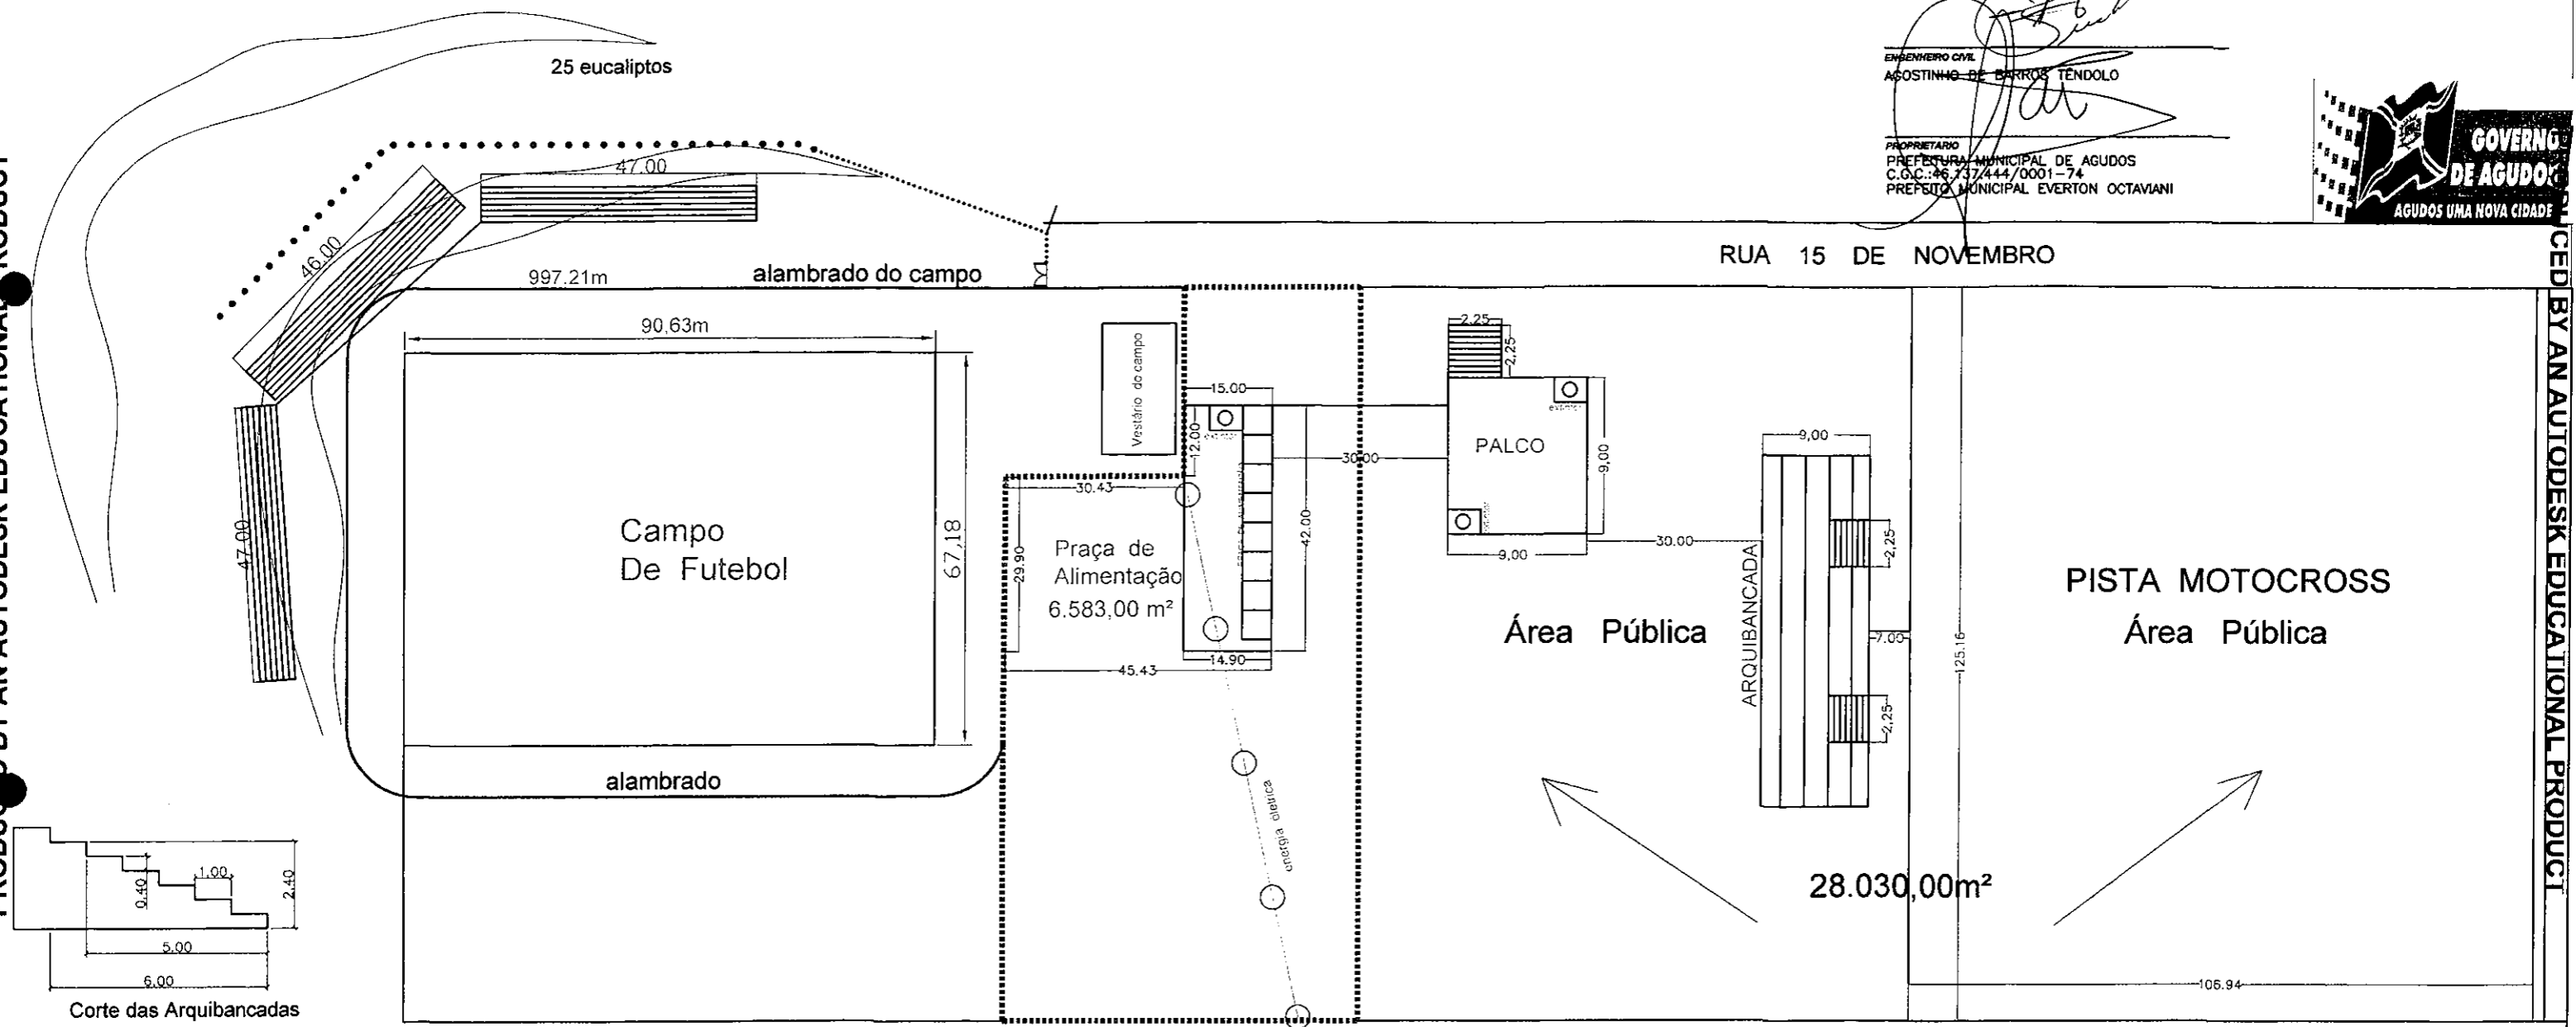 25 eucaliptos
ENGENHEIRO CIVIL
AGOSTINHO DE BARROS TÊNDOLO
PROPRIETARIO
PREFEITURA MUNICIPAL DE AGUDOS
C.G.C.:46.137.444/0001-74
PREFEITO MUNICIPAL EVERTON OCTAVIANI
GOVERNO
DE AGUDOS
AGUDOS UMA NOVA CIDADE
47.00
46.00
47.00
997.21m
alambrado do campo
RUA 15 DE NOVEMBRO
90,63m
67,18
Campo
De Futebol
alambrado
Vestiário do campo
15.00
12.00
extintor
30.43
29.90
Praça de
Alimentação
6.583,00 m²
42.00
14.90
45.43
energia eletrica
30.00
2,25
2,25
extintor
PALCO
9,00
9,00
extintor
30.00
9,00
ARQUIBANCADA
2,25
2,25
7.00
125.16
Área Pública
PISTA MOTOCROSS
Área Pública
28.030,00m²
106.94
0.40
1.00
2.40
5.00
6.00
Corte das Arquibancadas
BY AN AUTODESK EDUCATIONAL
CED BY AN AUTODESK EDUCATIONAL PRODUCT